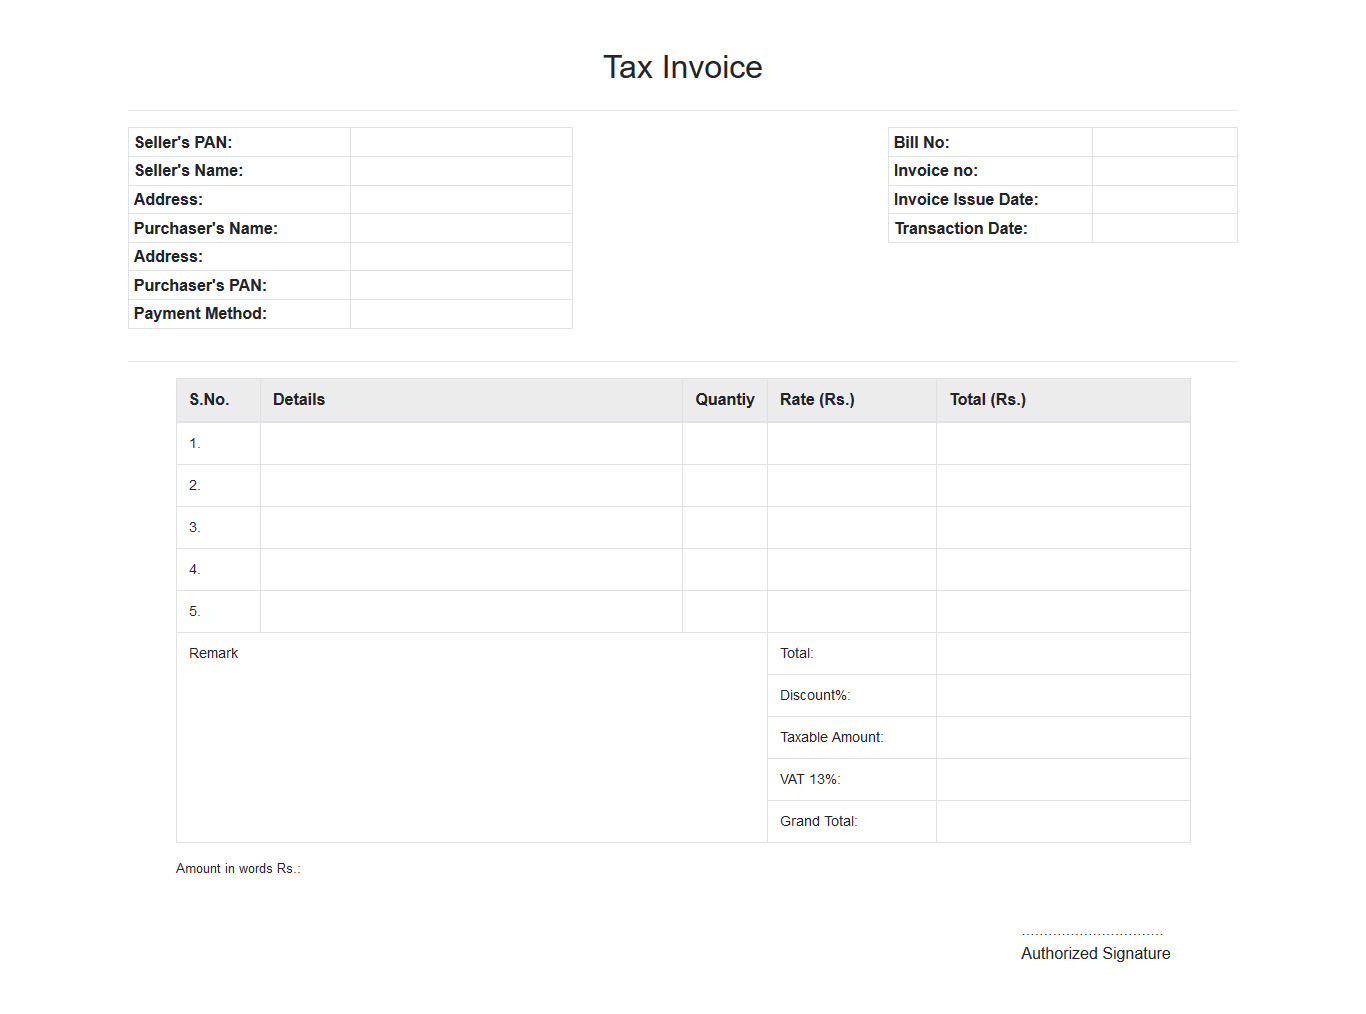 Tax Invoice
Seller's PAN:
Seller's Name:
Address:
Purchaser's Name:
Address:
Purchaser's PAN:
Payment Method:
Bill No:
Invoice no:
Invoice Issue Date:
Transaction Date:
S.No. Details Quantiy Rate (Rs.) Total (Rs.)
1.
2.
3.
4.
5.
Remark Total:
Discount%:
Taxable Amount:
VAT 13%:
Grand Total:
Amount in words Rs.:
................................
Authorized Signature